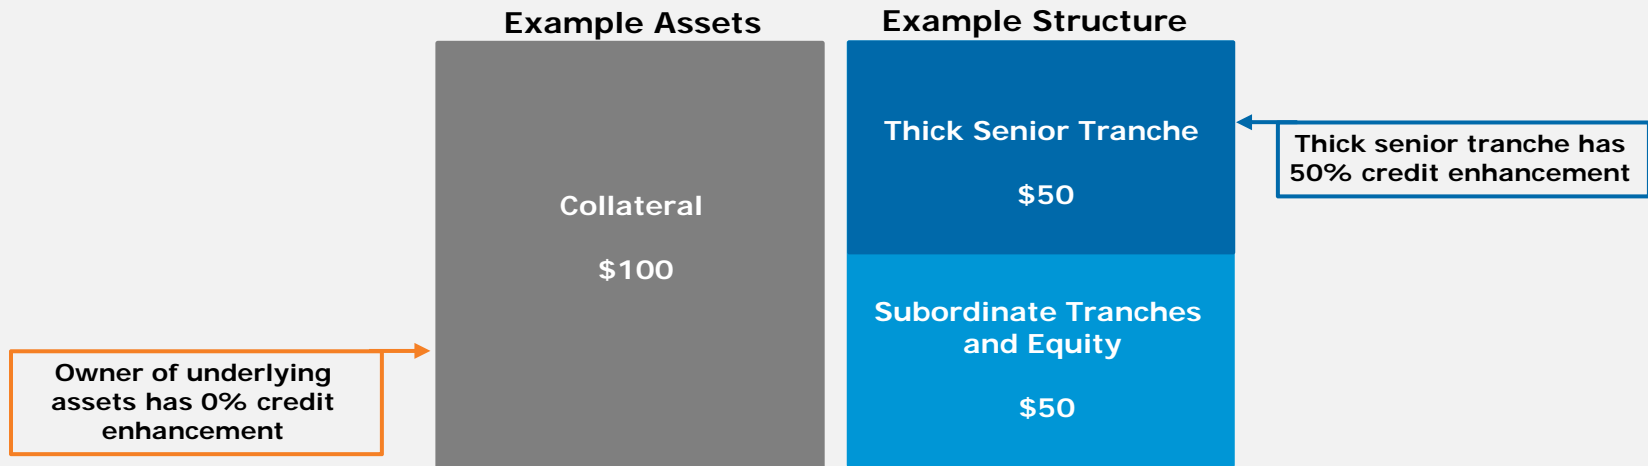 Example Assets
Example Structure
Collateral
$100
Thick Senior Tranche
$50
Subordinate Tranches
and Equity
$50
Thick senior tranche has
50% credit enhancement
Owner of underlying
assets has 0% credit
enhancement